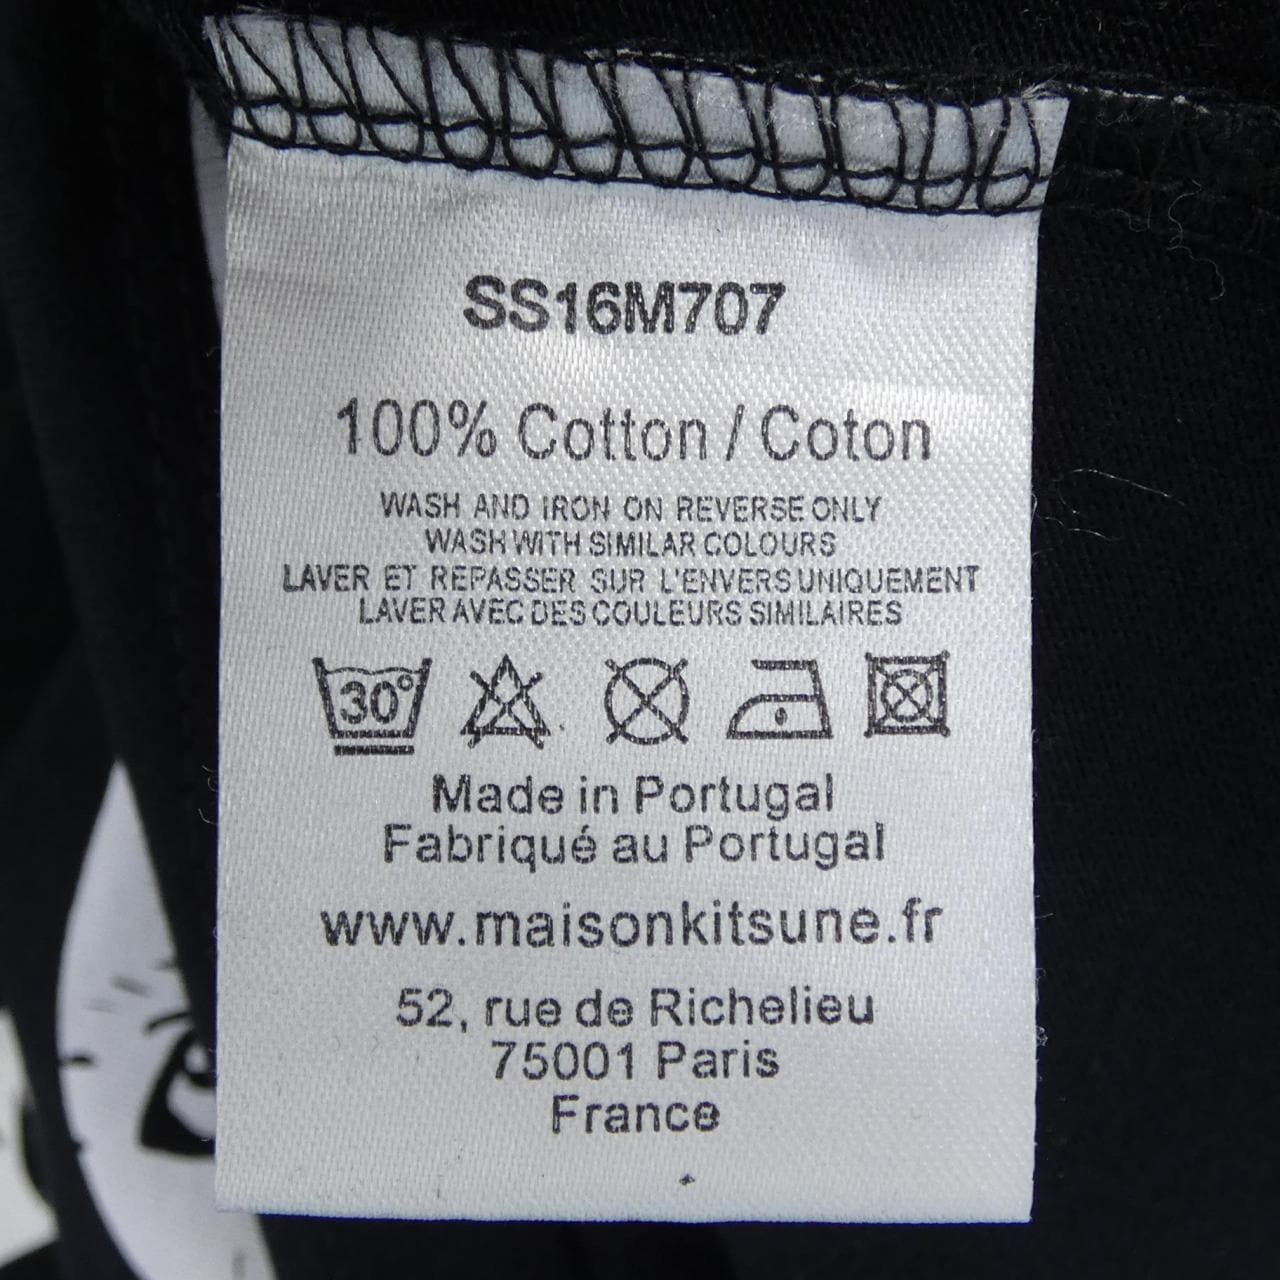 SS16M707
100% Cotton / Coton
WASH AND IRON ON REVERSE ONLY
WASH WITH SIMILAR COLOURS
LAVER ET REPASSER SUR L'ENVERS UNIQUEMENT
LAVER AVEC DES COULEURS SIMILAIRES
30°
Made in Portugal
Fabriqué au Portugal
www.maisonkitsune.fr
52, rue de Richelieu
75001 Paris
France